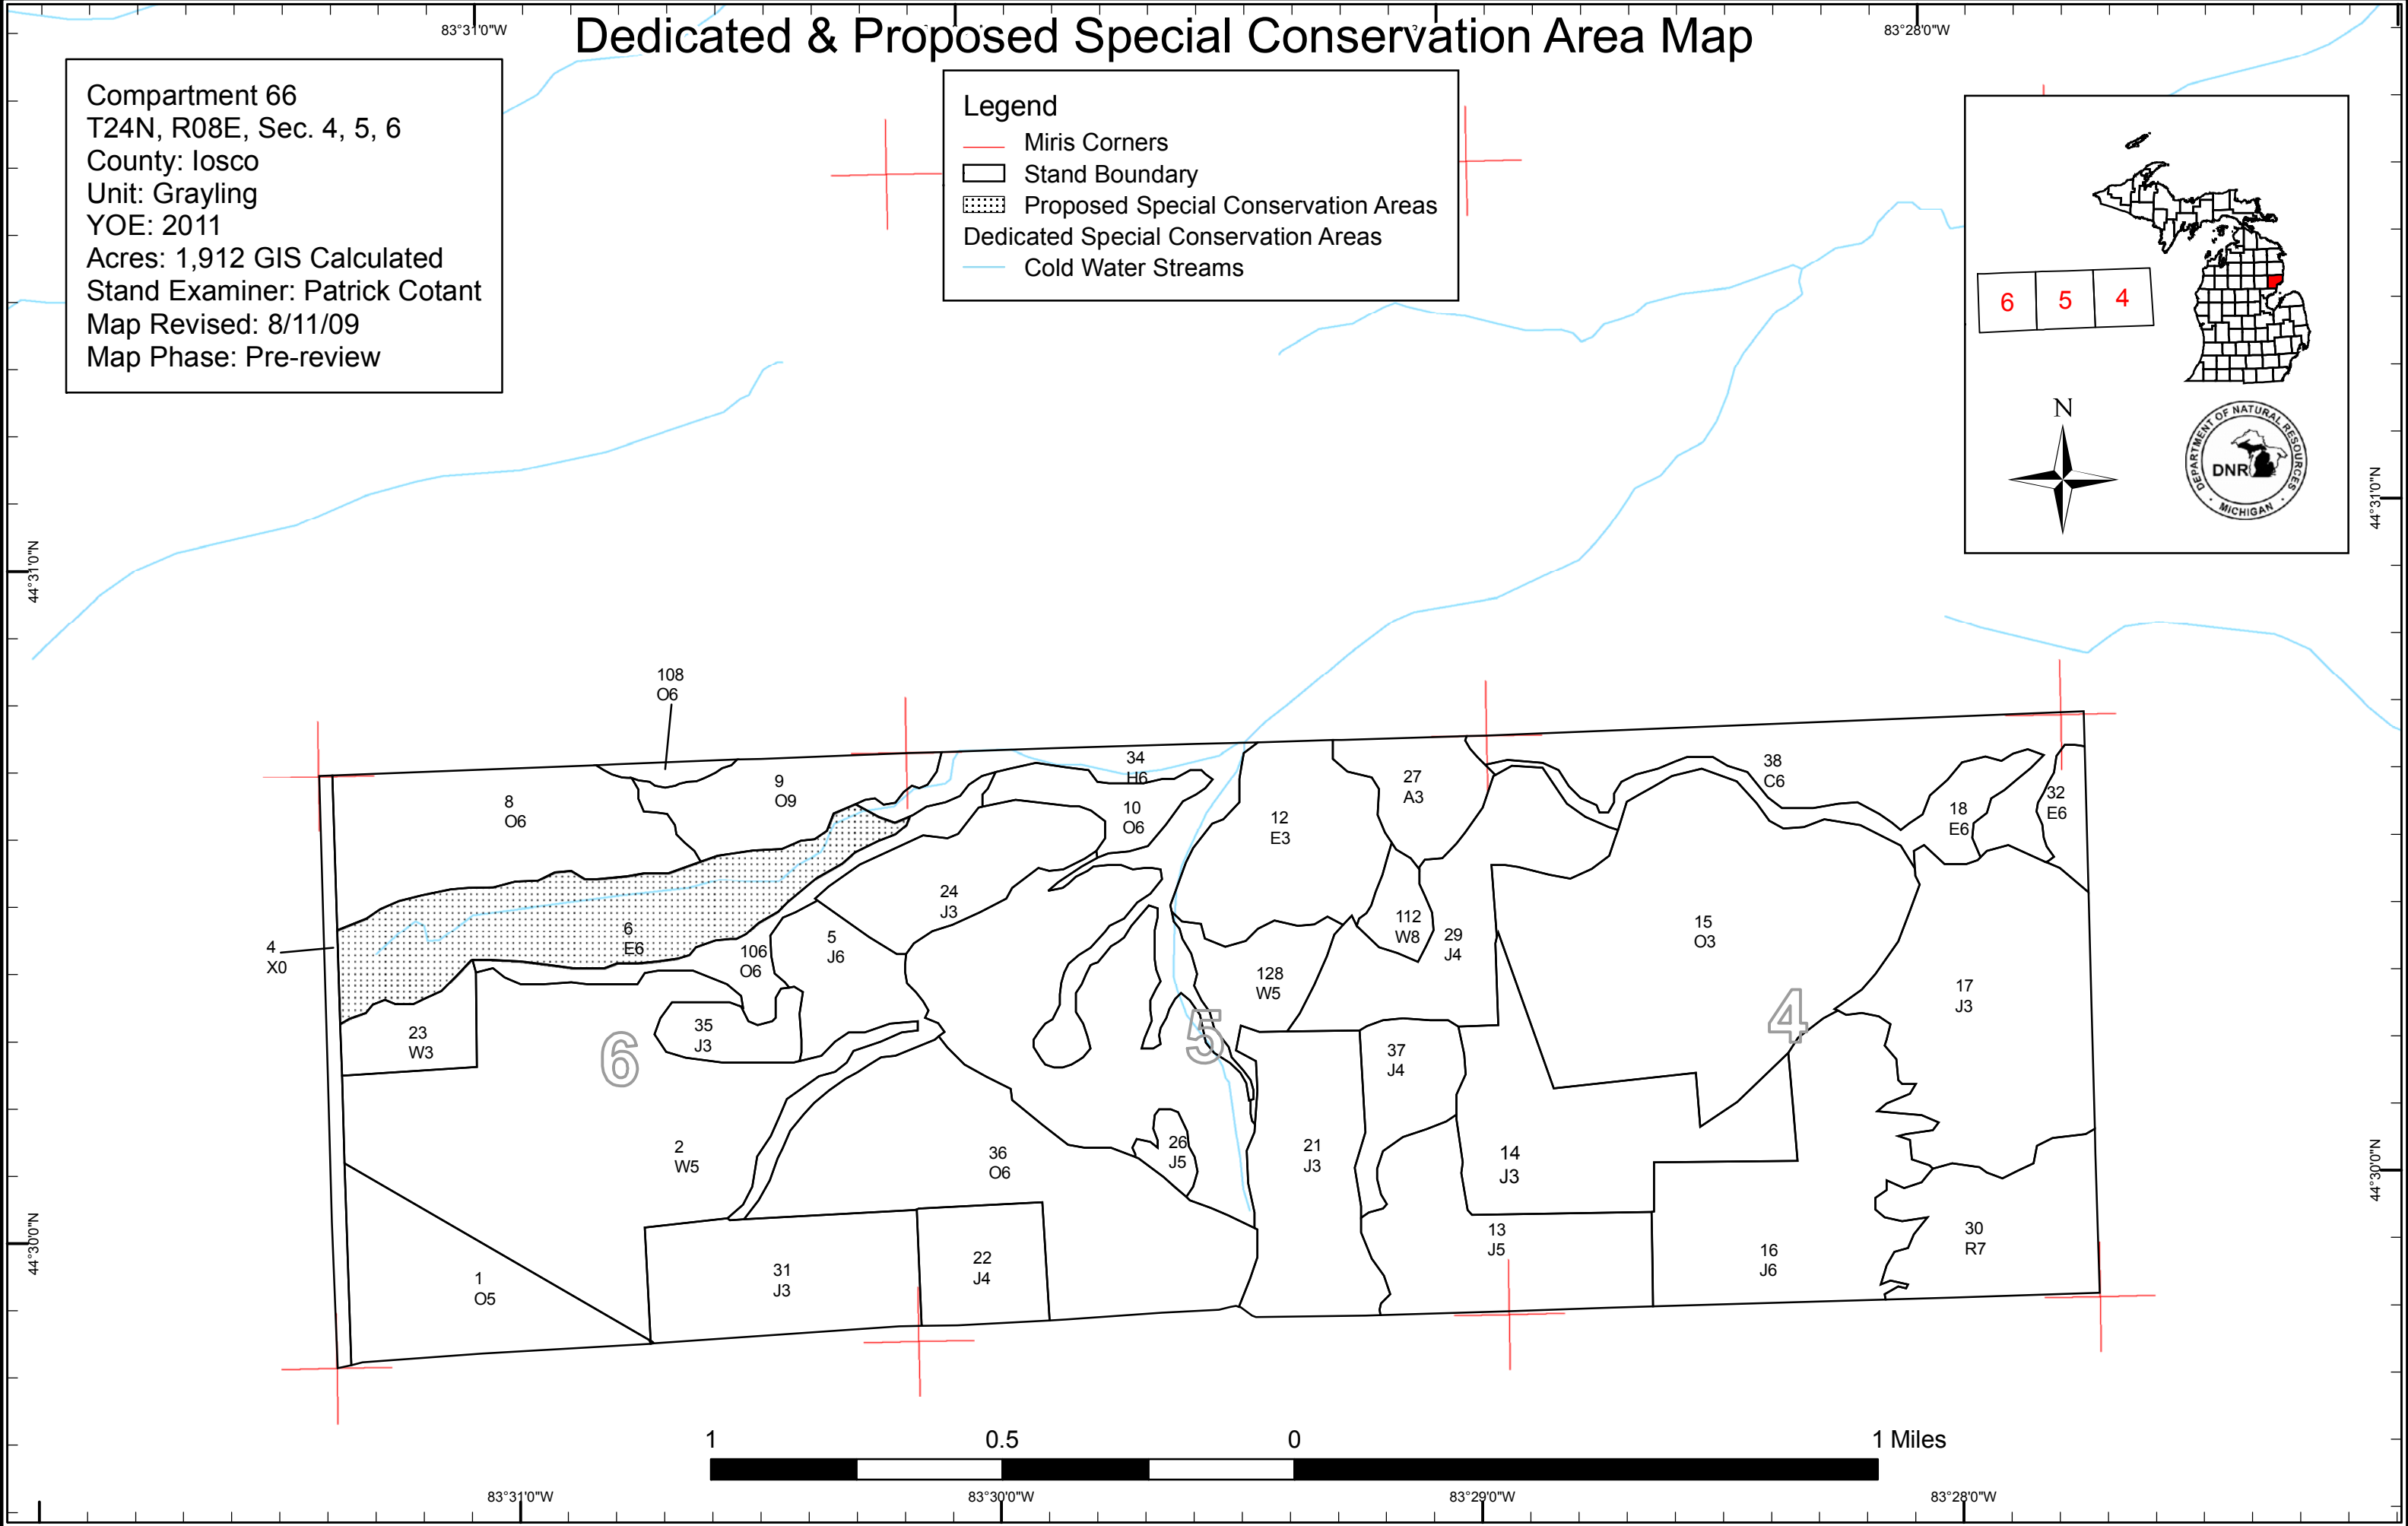 Dedicated & Proposed Special Conservation Area Map
83°31'0"W
83°28'0"W
Compartment 66
T24N, R08E, Sec. 4, 5, 6
County: Iosco
Unit: Grayling
YOE: 2011
Acres: 1,912 GIS Calculated
Stand Examiner: Patrick Cotant
Map Revised: 8/11/09
Map Phase: Pre-review
Legend
Miris Corners
Stand Boundary
Proposed Special Conservation Areas
Dedicated Special Conservation Areas
Cold Water Streams
6 5 4
N
DEPARTMENT OF NATURAL RESOURCES
DNR
MICHIGAN
44°31'0"N
44°31'0"N
108
O6
34
H6
38
C6
9
O9
27
A3
8
O6
10
O6
12
E3
18
E6
32
E6
24
J3
6
E6
112
W8
15
O3
4
X0
106
O6
5
J6
29
J4
128
W5
17
J3
23
W3
35
J3
6
5
4
37
J4
2
W5
36
O6
26
J5
21
J3
14
J3
44°30'0"N
44°30'0"N
1
O5
31
J3
22
J4
13
J5
16
J6
30
R7
1 0.5 0 1 Miles
83°31'0"W 83°30'0"W 83°29'0"W 83°28'0"W